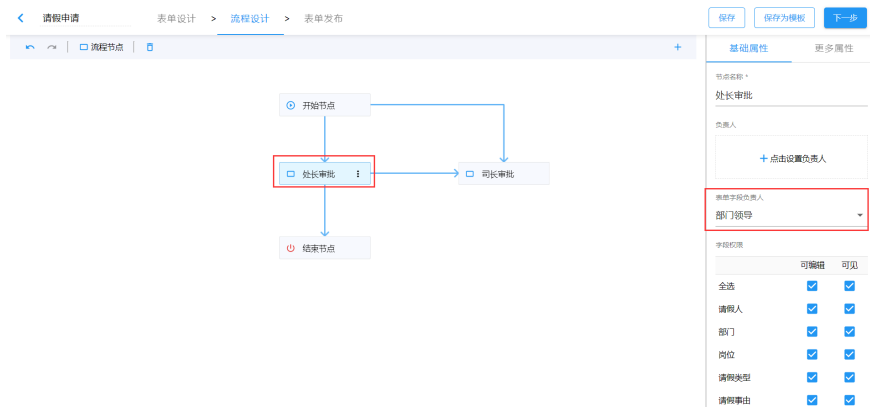 请假申请 表单设计 > 流程设计 > 表单发布 保存 保存为模板 下一步
流程节点 + 基础属性 更多属性
节点名称 *
处长审批
负责人
+ 点击设置负责人
表单字段负责人
部门领导
字段权限
可编辑 可见
全选
请假人
部门
岗位
请假类型
请假事由
开始节点
处长审批
司长审批
结束节点